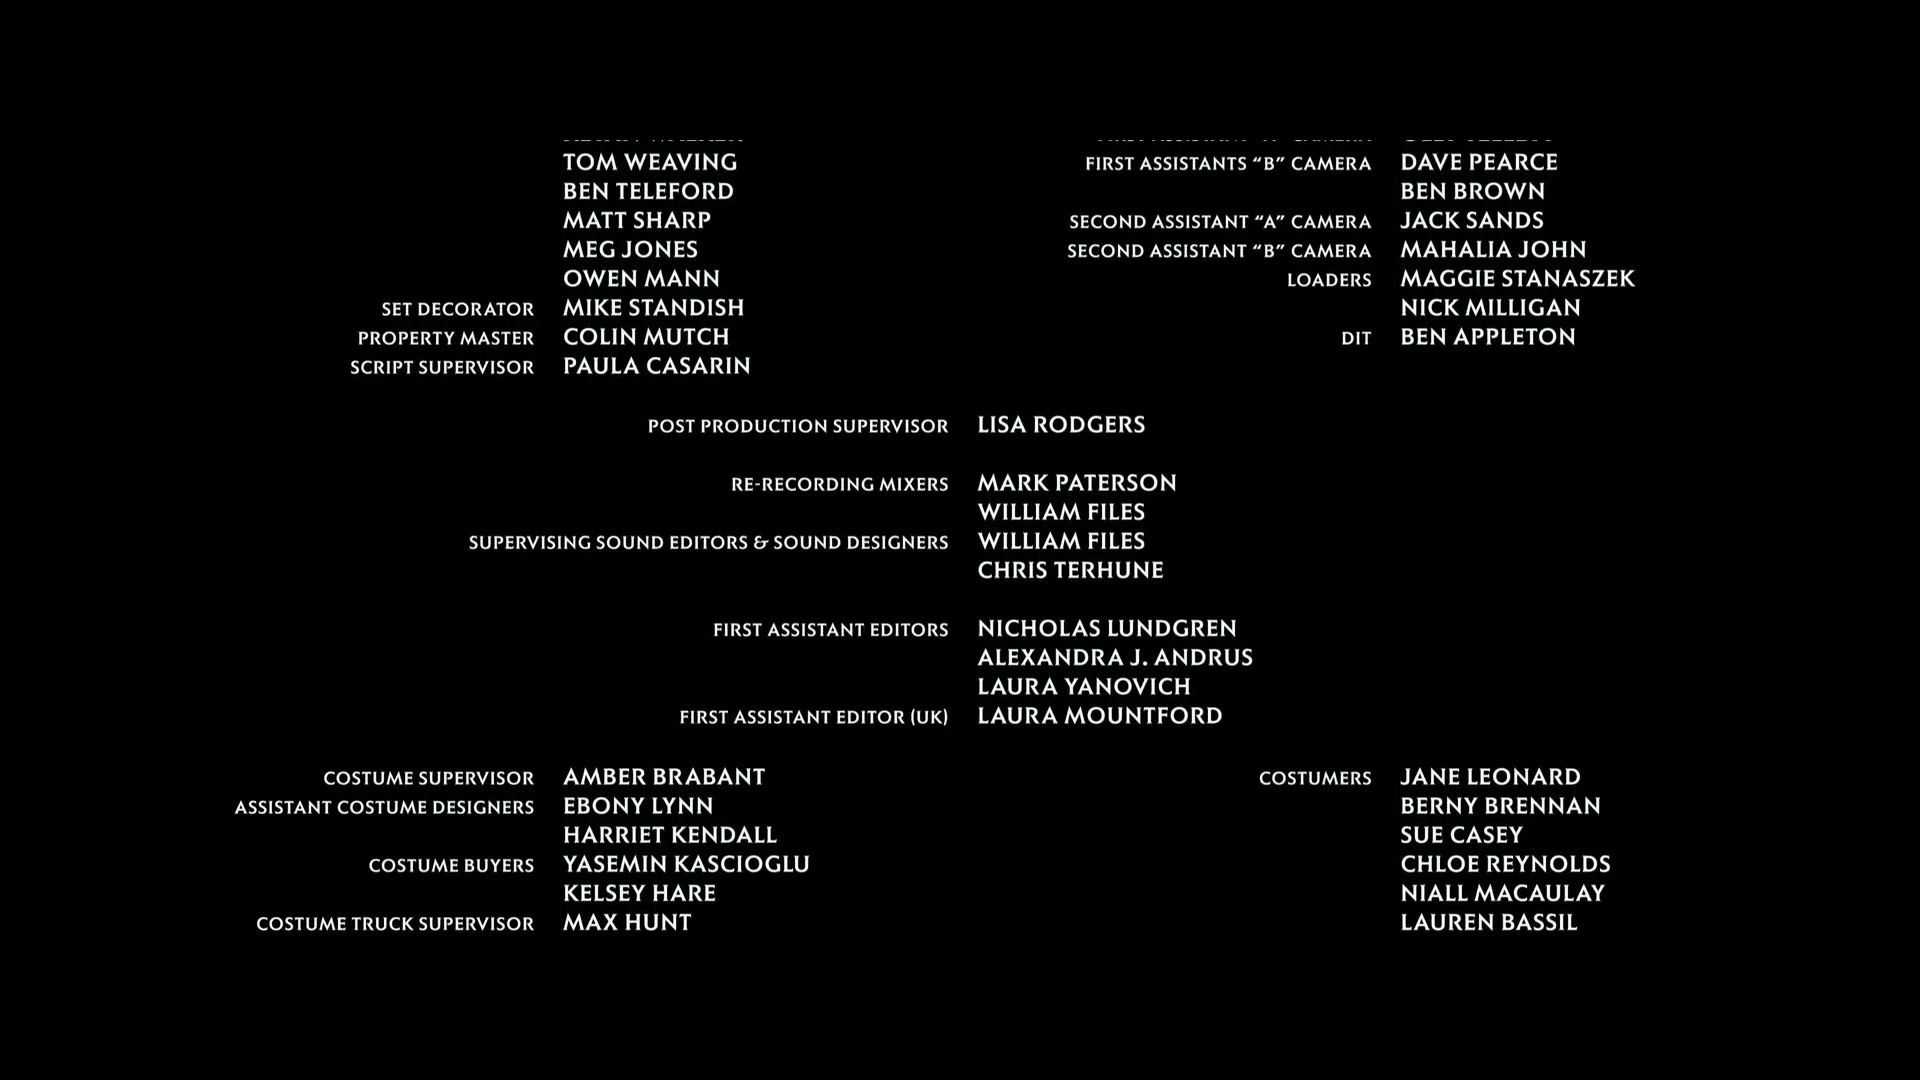 TOM WEAVING
BEN TELEFORD
MATT SHARP
MEG JONES
OWEN MANN
SET DECORATOR MIKE STANDISH
PROPERTY MASTER COLIN MUTCH
SCRIPT SUPERVISOR PAULA CASARIN
FIRST ASSISTANTS “B” CAMERA DAVE PEARCE
BEN BROWN
SECOND ASSISTANT “A” CAMERA JACK SANDS
SECOND ASSISTANT “B” CAMERA MAHALIA JOHN
LOADERS MAGGIE STANASZEK
NICK MILLIGAN
DIT BEN APPLETON
POST PRODUCTION SUPERVISOR LISA RODGERS
RE-RECORDING MIXERS MARK PATERSON
WILLIAM FILES
SUPERVISING SOUND EDITORS & SOUND DESIGNERS WILLIAM FILES
CHRIS TERHUNE
FIRST ASSISTANT EDITORS NICHOLAS LUNDGREN
ALEXANDRA J. ANDRUS
LAURA YANOVICH
FIRST ASSISTANT EDITOR (UK) LAURA MOUNTFORD
COSTUME SUPERVISOR AMBER BRABANT
ASSISTANT COSTUME DESIGNERS EBONY LYNN
HARRIET KENDALL
COSTUME BUYERS YASEMIN KASCIOGLU
KELSEY HARE
COSTUME TRUCK SUPERVISOR MAX HUNT
COSTUMERS JANE LEONARD
BERNY BRENNAN
SUE CASEY
CHLOE REYNOLDS
NIALL MACAULAY
LAUREN BASSIL